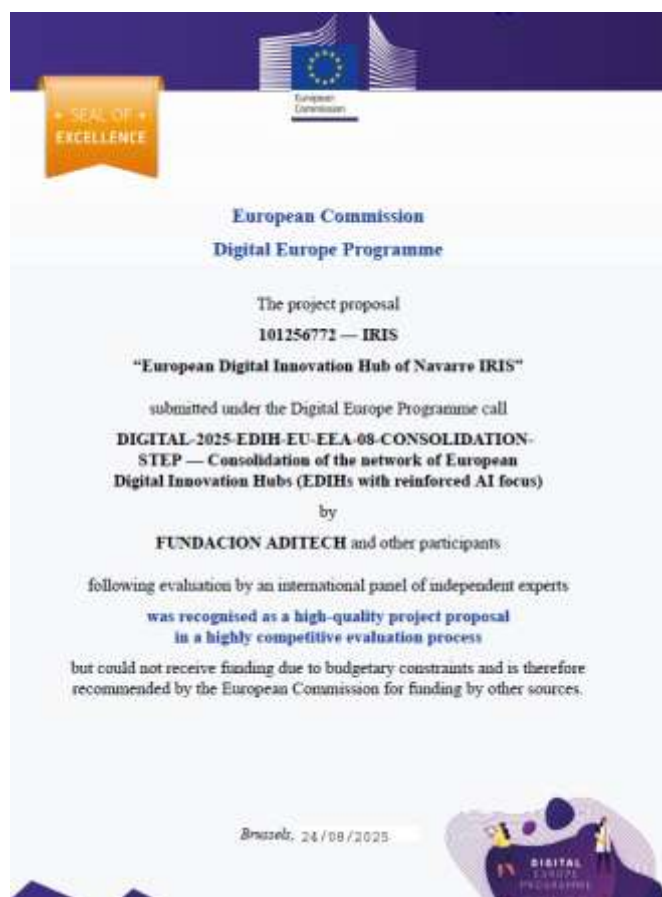 European
Commission
• SEAL OF •
EXCELLENCE
European Commission
Digital Europe Programme
The project proposal
101256772 — IRIS
“European Digital Innovation Hub of Navarre IRIS”
submitted under the Digital Europe Programme call
DIGITAL-2025-EDIH-EU-EEA-08-CONSOLIDATION-
STEP — Consolidation of the network of European
Digital Innovation Hubs (EDIHs with reinforced AI focus)
by
FUNDACION ADITECH and other participants
following evaluation by an international panel of independent experts
was recognised as a high-quality project proposal
in a highly competitive evaluation process
but could not receive funding due to budgetary constraints and is therefore
recommended by the European Commission for funding by other sources.
Brussels, 24/08/2025
DIGITAL
EUROPE
PROGRAMME